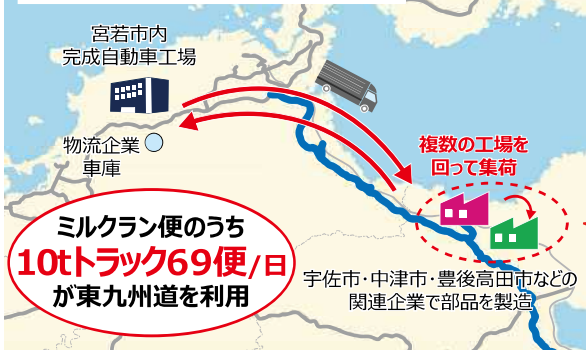 宮若市内
完成自動車工場
物流企業
車庫
複数の工場を
回って集荷
ミルクラン便のうち
10tトラック69便/日
が東九州道を利用
宇佐市・中津市・豊後高田市などの
関連企業で部品を製造